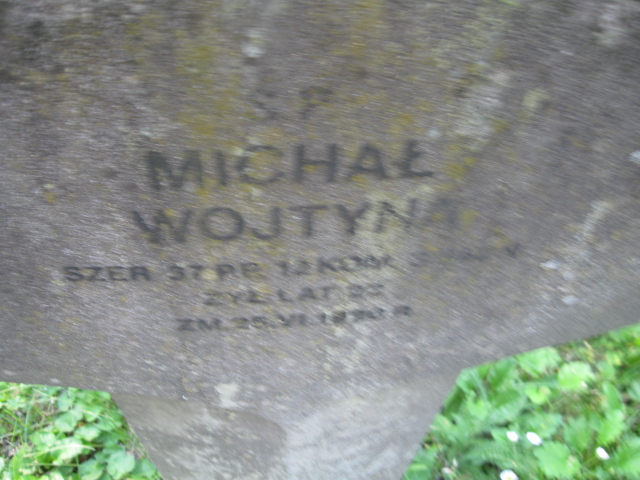 MICHAŁ
WOJTYNA
SZER 37 P.P. 12 KOM.
ŻYŁ LAT
ZM. 25.VI.